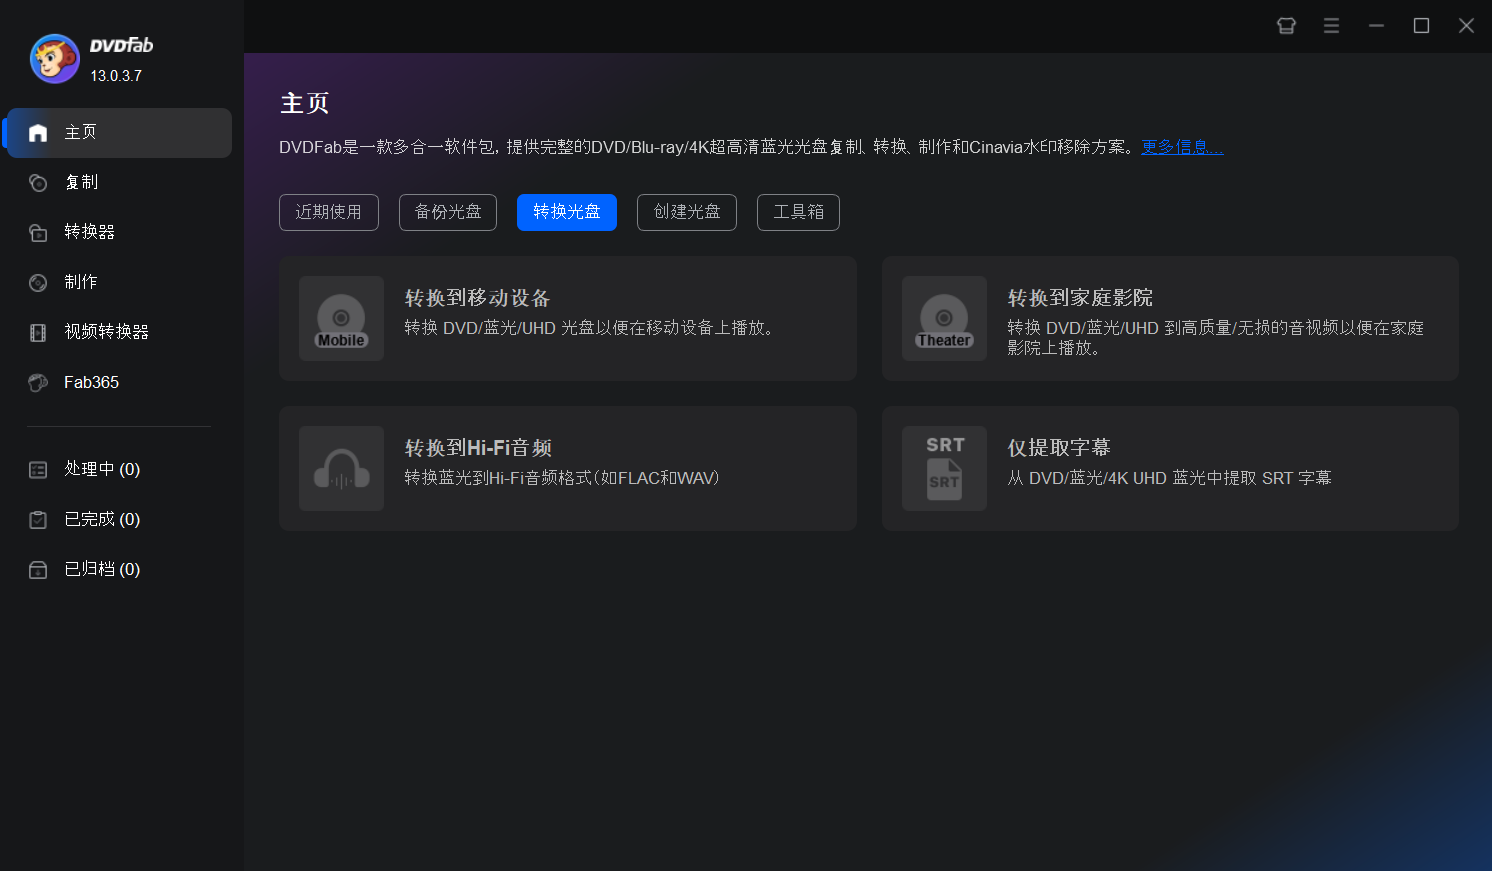 DVDFab
13.0.3.7
主页
复制
转换器
制作
视频转换器
Fab365
处理中 (0)
已完成 (0)
已归档 (0)
主页
DVDFab是一款多合一软件包, 提供完整的DVD/Blu-ray/4K超高清蓝光光盘复制、转换、制作和Cinavia水印移除方案。更多信息...
近期使用 备份光盘 转换光盘 创建光盘 工具箱
Mobile
转换到移动设备
转换 DVD/蓝光/UHD 光盘以便在移动设备上播放。
Theater
转换到家庭影院
转换 DVD/蓝光/UHD 到高质量/无损的音视频以便在家庭
影院上播放。
转换到Hi-Fi音频
转换蓝光到Hi-Fi音频格式(如FLAC和WAV)
SRT
SRT
仅提取字幕
从 DVD/蓝光/4K UHD 蓝光中提取 SRT 字幕